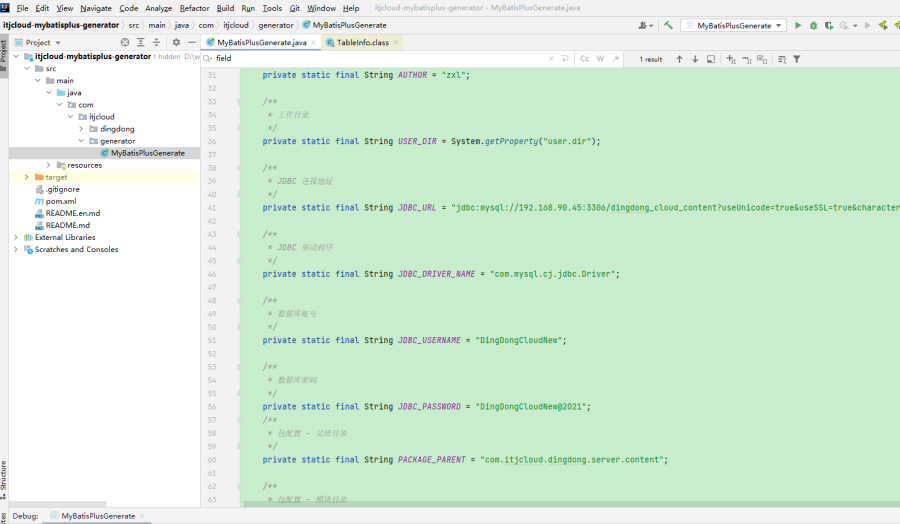 File Edit View Navigate Code Analyze Refactor Build Run Tools Git Window Help itjcloud-mybatisplus-generator - MyBatisPlusGenerate.java
itjcloud-mybatisplus-generator src main java com itjcloud generator MyBatisPlusGenerate
MyBatisPlusGenerate
Project
MyBatisPlusGenerate.java
TableInfo.class
field
Cc W .*
1 result
Project
itjcloud-mybatisplus-generator 1 hidden D:\w
src
main
java
com
itjcloud
dingdong
generator
MyBatisPlusGenerate
resources
target
.gitignore
pom.xml
README.en.md
README.md
External Libraries
Scratches and Consoles
31 private static final String AUTHOR = "zxl";
32
33 /**
34 * 工作目录
35 */
36 private static final String USER_DIR = System.getProperty("user.dir");
37
38 /**
39 * JDBC 连接地址
40 */
41 private static final String JDBC_URL = "jdbc:mysql://192.168.90.45:3306/dingdong_cloud_content?useUnicode=true&useSSL=true&character
42
43 /**
44 * JDBC 驱动程序
45 */
46 private static final String JDBC_DRIVER_NAME = "com.mysql.cj.jdbc.Driver";
47
48 /**
49 * 数据库账号
50 */
51 private static final String JDBC_USERNAME = "DingDongCloudNew";
52
53 /**
54 * 数据库密码
55 */
56 private static final String JDBC_PASSWORD = "DingDongCloudNew@2021";
57 /**
58 * 包配置 - 父级目录
59 */
60 private static final String PACKAGE_PARENT = "com.itjcloud.dingdong.server.content";
61
62 /**
63 * 包配置 - 模块目录
Structure
Debug: MyBatisPlusGenerate